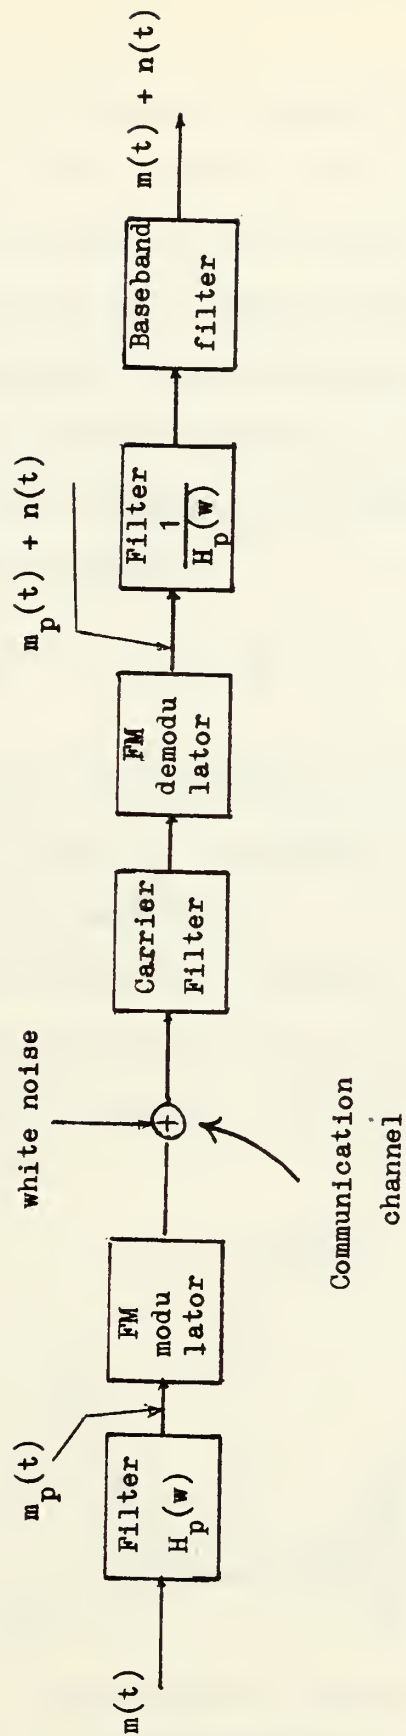 m(t)
Filter
H_p(w)
m_p(t)
FM
modu
lator
white noise
+
Communication
channel
Carrier
Filter
FM
demodu
lator
m_p(t) + n(t)
Filter
1
H_p(w)
Baseband
filter
m(t) + n(t)